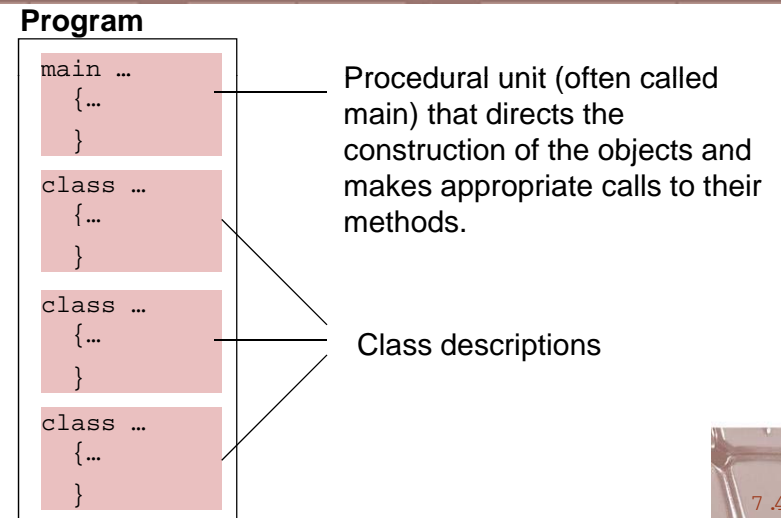 Program
main …
{…
}
class …
{…
}
class …
{…
}
class …
{…
}
Procedural unit (often called
main) that directs the
construction of the objects and
makes appropriate calls to their
methods.
Class descriptions